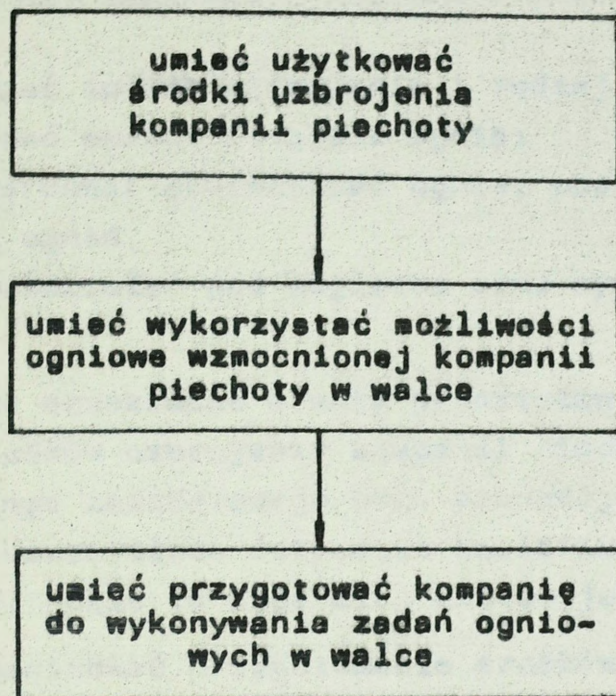 umieć użytkować
środki uzbrojenia
kompanii piechoty
umieć wykorzystać możliwości
ogniowe wzmocnionej kompanii
piechoty w walce
umieć przygotować kompanię
do wykonywania zadań ognio-
wych w walce